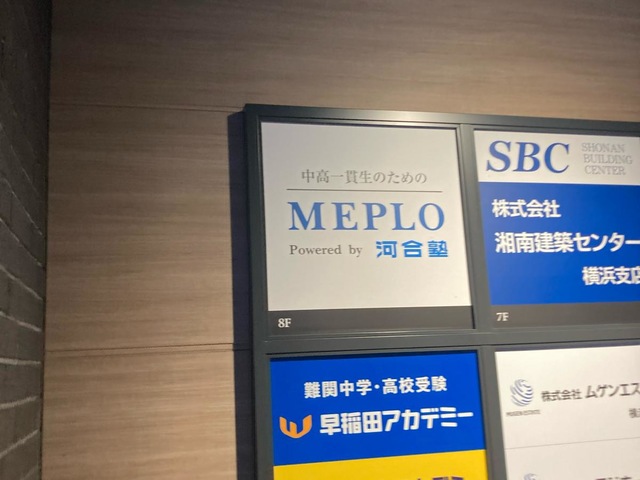 中高一貫生のための
MEPLO
Powered by 河合塾
8F
SBC
SHONAN
BUILDING
CENTER
株式会社
湘南建築センター
横浜支店
7F
難関中学・高校受験
早稲田アカデミー
株式会社 ムゲンエス